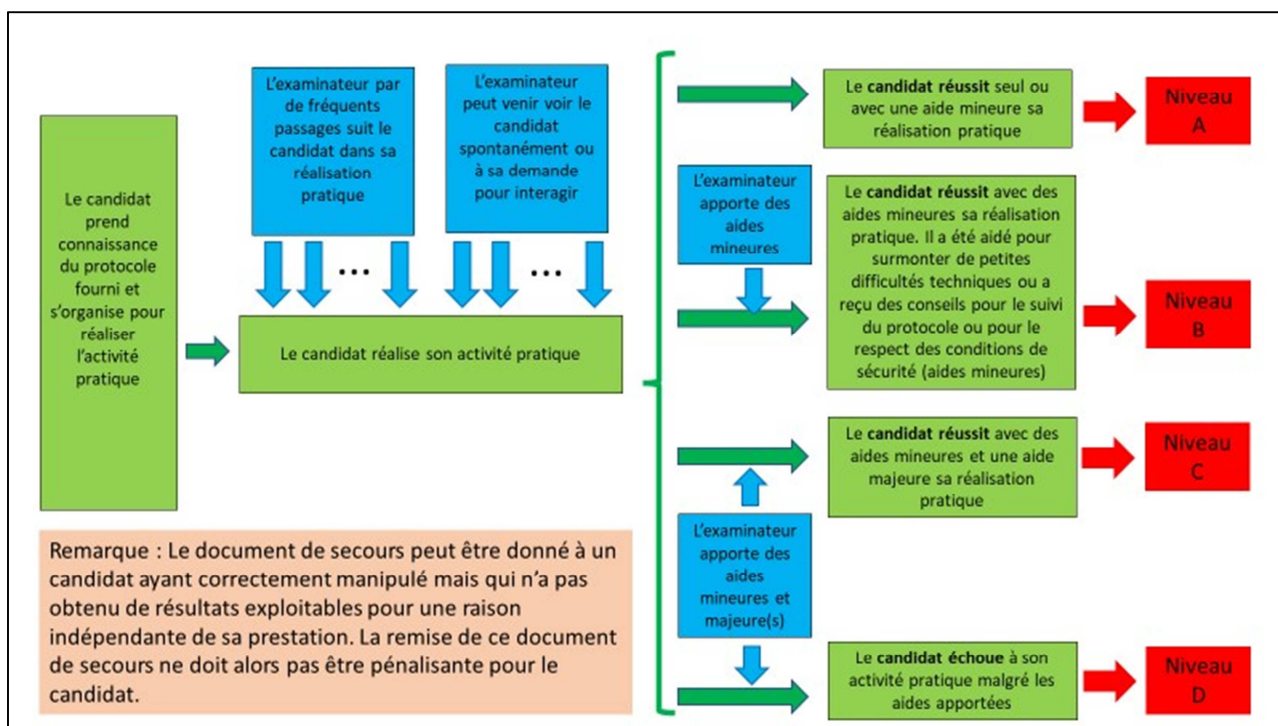 Le candidat
prend
connaissance
du protocole
fourni et
s'organise pour
réaliser
l'activité
pratique
L'examinateur par
de fréquents
passages suit le
candidat dans sa
réalisation
pratique
L'examinateur
peut venir voir le
candidat
spontanément ou
à sa demande
pour interagir
...
...
Le candidat réalise son activité pratique
Le candidat réussit seul ou
avec une aide mineure sa
réalisation pratique
Niveau
A
L'examinateur
apporte des
aides
mineures
Le candidat réussit avec des
aides mineures sa réalisation
pratique. Il a été aidé pour
surmonter de petites
difficultés techniques ou a
reçu des conseils pour le suivi
du protocole ou pour le
respect des conditions de
sécurité (aides mineures)
Niveau
B
Le candidat réussit avec des
aides mineures et une aide
majeure sa réalisation
pratique
Niveau
C
L'examinateur
apporte des
aides
mineures et
majeure(s)
Le candidat échoue à son
activité pratique malgré les
aides apportées
Niveau
D
Remarque : Le document de secours peut être donné à un
candidat ayant correctement manipulé mais qui n'a pas
obtenu de résultats exploitables pour une raison
indépendante de sa prestation. La remise de ce document
de secours ne doit alors pas être pénalisante pour le
candidat.